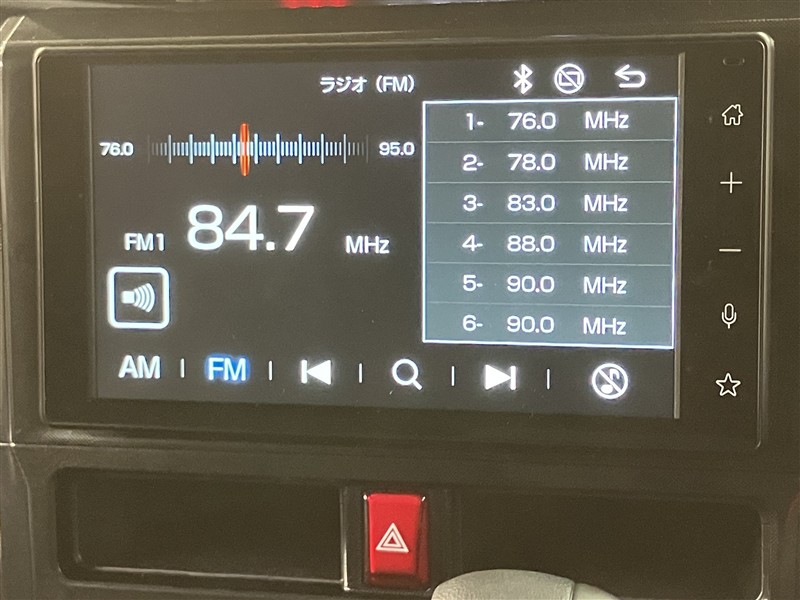 ラジオ（FM）
76.0 95.0
FM1 84.7 MHz
1- 76.0 MHz
2- 78.0 MHz
3- 83.0 MHz
4- 88.0 MHz
5- 90.0 MHz
6- 90.0 MHz
AM FM